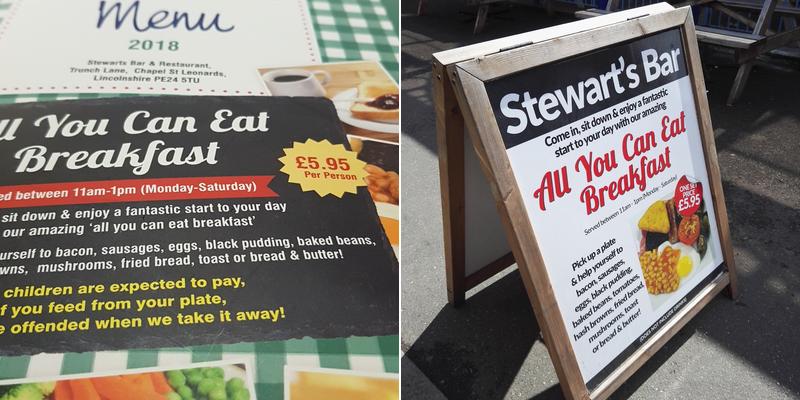 Menu
2018
Stewarts Bar & Restaurant,
Trunch Lane, Chapel St Leonards,
Lincolnshire PE24 5TU
You Can Eat
Breakfast
£5.95
Per Person
between 11am-1pm (Monday-Saturday)
sit down & enjoy a fantastic start to your day
our amazing 'all you can eat breakfast'
to bacon, sausages, eggs, black pudding, baked beans,
mushrooms, fried bread, toast or bread & butter!
children are expected to pay,
if you feed from your plate,
offended when we take it away!
Stewart's Bar
Come in, sit down & enjoy a fantastic
start to your day with our amazing
All You Can Eat
Breakfast
Served between 11am - 1pm (Monday - Saturday)
ONE SET
PRICE
£5.95
Pick up a plate
& help yourself to
bacon, sausages,
eggs, black pudding,
baked beans, tomatoes,
hash browns, fried bread,
mushrooms, toast
or bread & butter!
(DOES NOT INCLUDE DRINKS)